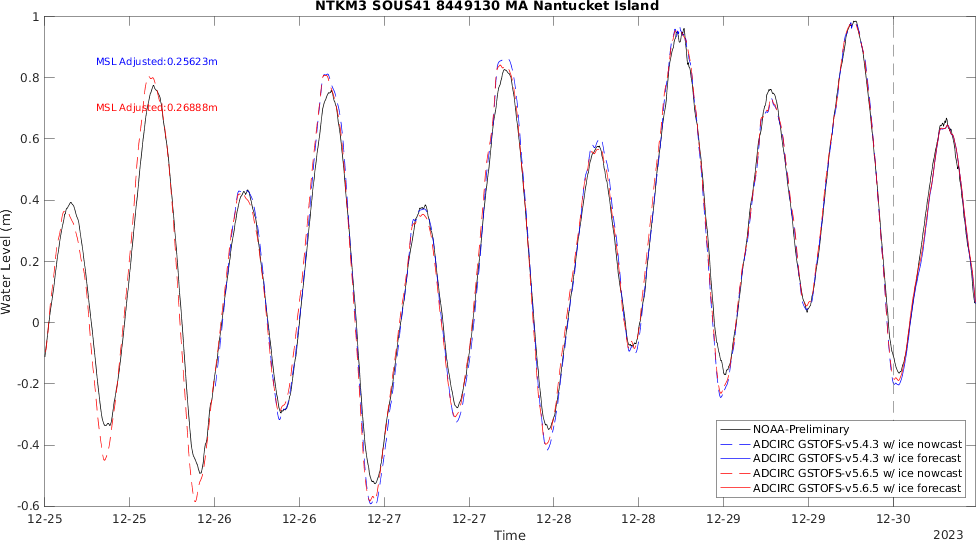 NTKM3 SOUS41 8449130 MA Nantucket Island
1
MSL Adjusted:0.25623m
0.8
MSL Adjusted:0.26888m
0.6
0.4
Water Level (m)
0.2
0
-0.2
-0.4
-0.6
NOAA-Preliminary
ADCIRC GSTOFS-v5.4.3 w/ ice nowcast
ADCIRC GSTOFS-v5.4.3 w/ ice forecast
ADCIRC GSTOFS-v5.6.5 w/ ice nowcast
ADCIRC GSTOFS-v5.6.5 w/ ice forecast
12-25 12-25 12-26 12-26 12-27 12-27 12-28 12-28 12-29 12-29 12-30
Time
2023